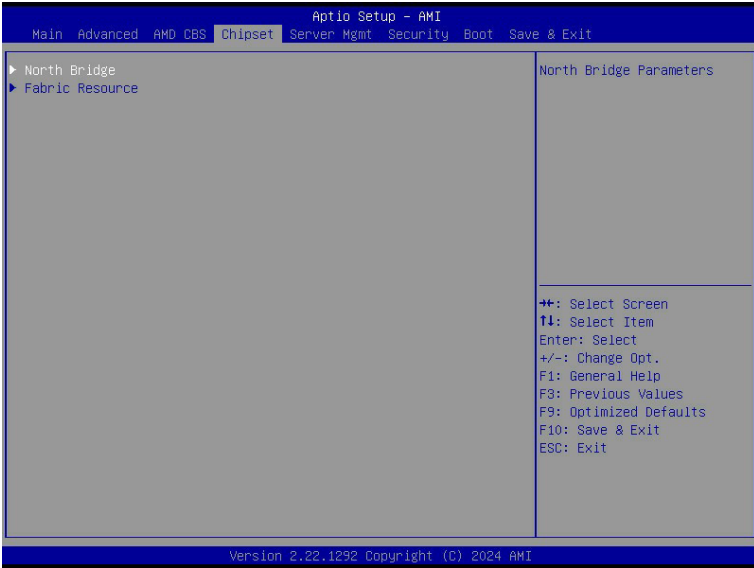 Aptio Setup – AMI
Main Advanced AMD CBS Chipset Server Mgmt Security Boot Save & Exit
North Bridge
Fabric Resource
North Bridge Parameters
→←: Select Screen
↑↓: Select Item
Enter: Select
+/-: Change Opt.
F1: General Help
F3: Previous Values
F9: Optimized Defaults
F10: Save & Exit
ESC: Exit
Version 2.22.1292 Copyright (C) 2024 AMI